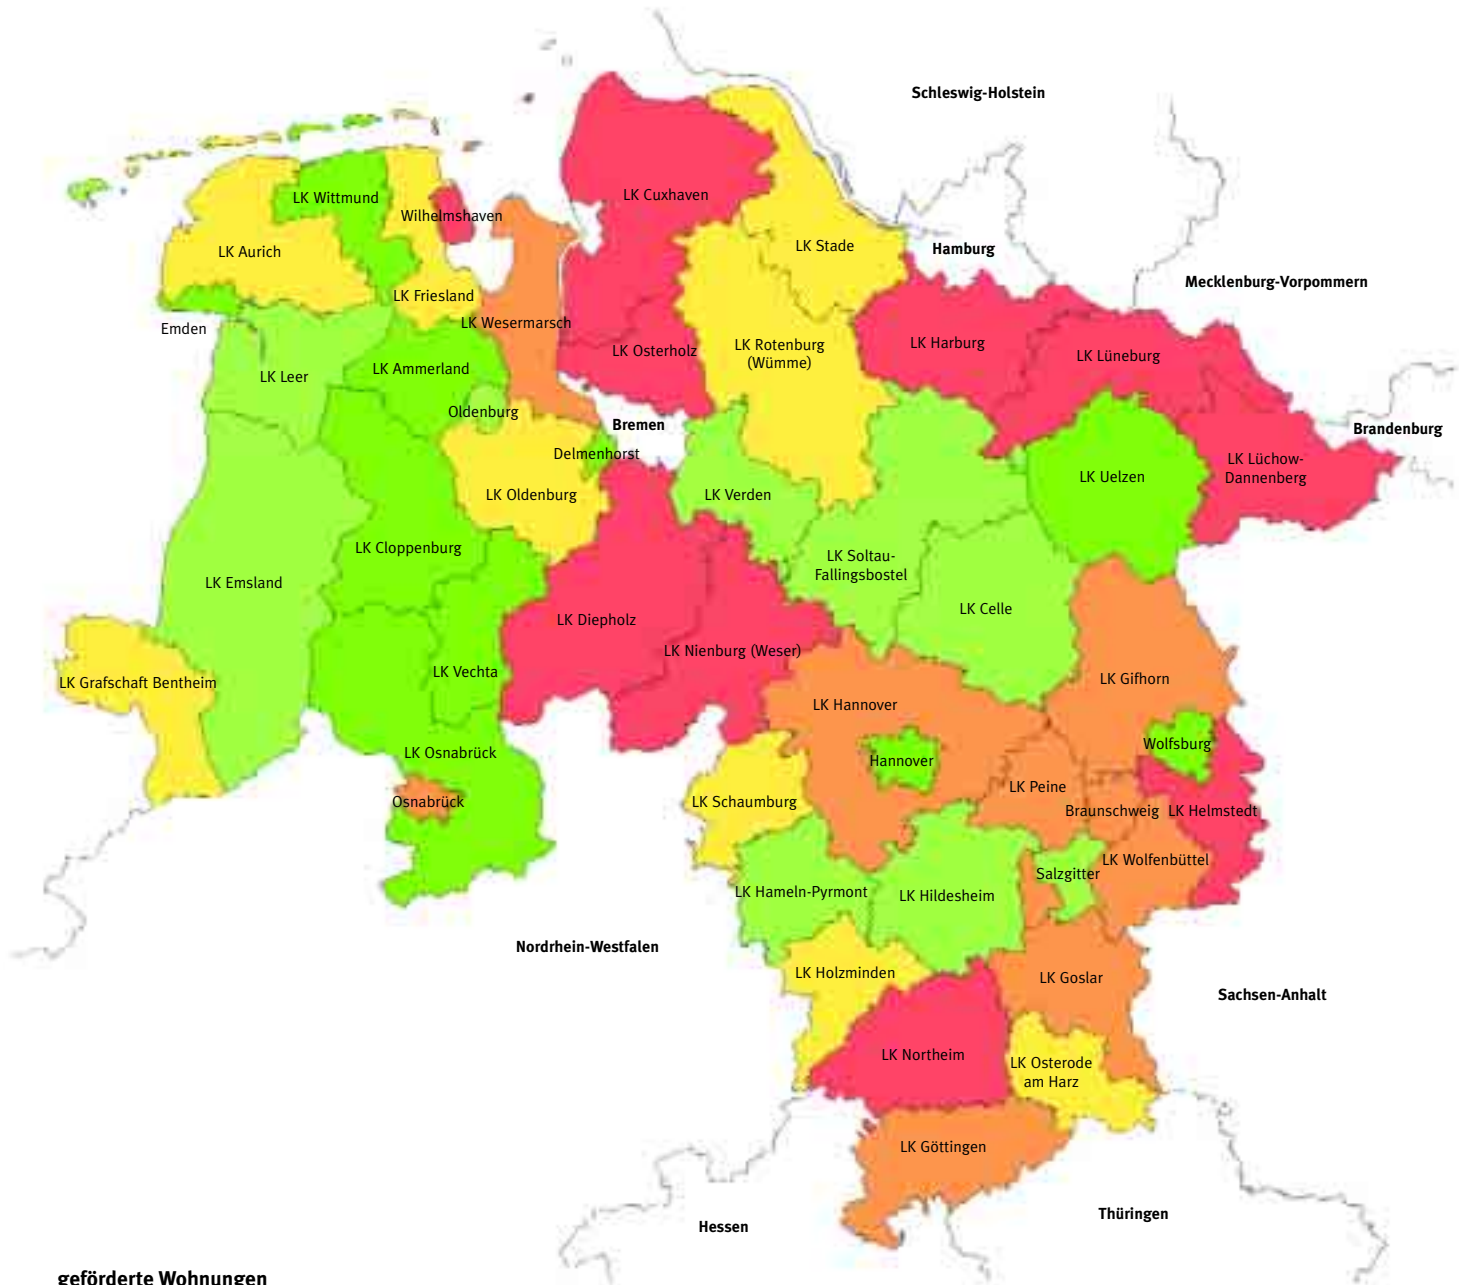 Schleswig-Holstein
LK Cuxhaven
LK Wittmund
Wilhelmshaven
LK Aurich
LK Stade
Hamburg
Mecklenburg-Vorpommern
LK Friesland
Emden
LK Wesermarsch
LK Osterholz
LK Rotenburg
(Wümme)
LK Harburg
LK Lüneburg
LK Leer
LK Ammerland
Oldenburg
Bremen
Brandenburg
Delmenhorst
LK Oldenburg
LK Verden
LK Uelzen
LK Lüchow-
Dannenberg
LK Cloppenburg
LK Emsland
LK Soltau-
Fallingsbostel
LK Celle
LK Diepholz
LK Nienburg (Weser)
LK Vechta
LK Grafschaft Bentheim
LK Gifhorn
LK Hannover
Wolfsburg
LK Osnabrück
Hannover
Osnabrück
LK Schaumburg
LK Peine
Braunschweig
LK Helmstedt
LK Wolfenbüttel
Salzgitter
LK Hameln-Pyrmont
LK Hildesheim
Nordrhein-Westfalen
LK Holzminden
LK Goslar
Sachsen-Anhalt
LK Northeim
LK Osterode
am Harz
LK Göttingen
Hessen
Thüringen
geförderte Wohnungen